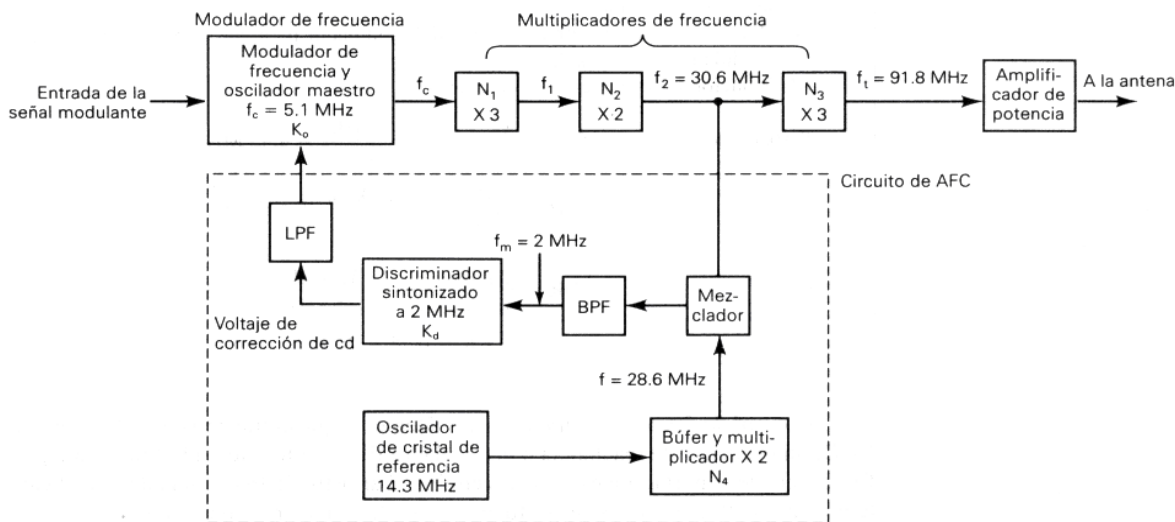 Modulador de frecuencia
Multiplicadores de frecuencia
Entrada de la
señal modulante
Modulador de
frecuencia y
oscilador maestro
f_c = 5.1 MHz
K_o
f_c
N_1
X 3
f_1
N_2
X 2
f_2 = 30.6 MHz
N_3
X 3
f_t = 91.8 MHz
Amplifi-
cador de
potencia
A la antena
Circuito de AFC
LPF
Voltaje de
corrección de cd
Discriminador
sintonizado
a 2 MHz
K_d
f_m = 2 MHz
BPF
Mez-
clador
f = 28.6 MHz
Oscilador
de cristal de
referencia
14.3 MHz
Búfer y multi-
plicador X 2
N_4